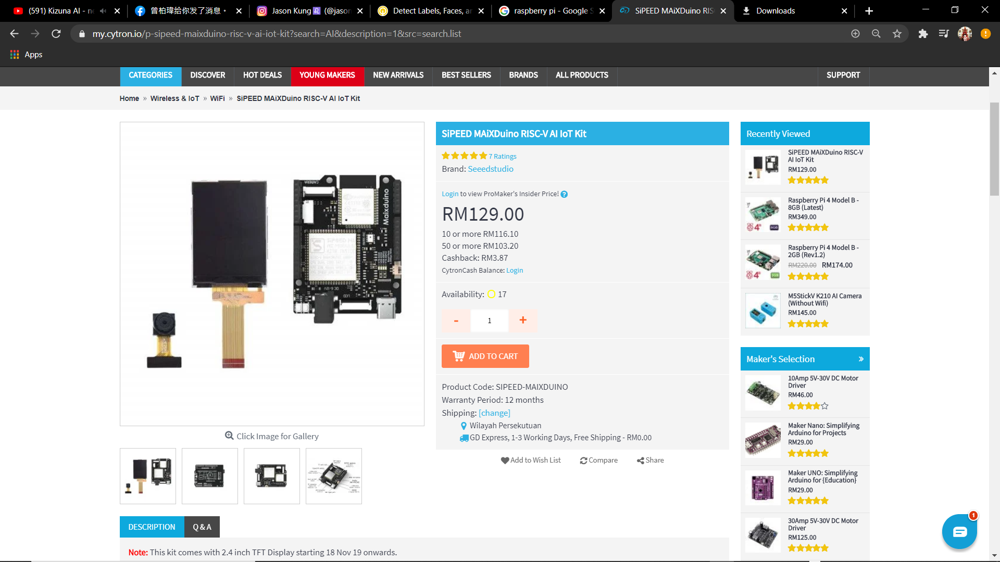 (591) Kizuna AI - ne
曾柏瑋給你发了消息。
Jason Kung (@jason
Detect Labels, Faces, an
raspberry pi - Google S
SiPEED MAiXDuino RIS
Downloads
my.cytron.io/p-sipeed-maixduino-risc-v-ai-iot-kit?search=AI&description=1&src=search.list
Apps
CATEGORIES
DISCOVER
HOT DEALS
YOUNG MAKERS
NEW ARRIVALS
BEST SELLERS
BRANDS
ALL PRODUCTS
SUPPORT
Home » Wireless & IoT » WiFi » SiPEED MAiXDuino RISC-V AI IoT Kit
CAMERA
Maixduino
DC 6-12V
LCD
Click Image for Gallery
SiPEED MAiXDuino RISC-V AI IoT Kit
7 Ratings
Brand: Seeedstudio
Login to view ProMaker's Insider Price! ?
RM129.00
10 or more RM116.10
50 or more RM103.20
Cashback: RM3.87
CytronCash Balance: Login
Availability: 17
- 1 +
ADD TO CART
Product Code: SIPEED-MAIXDUINO
Warranty Period: 12 months
Shipping: [change]
Wilayah Persekutuan
GD Express, 1-3 Working Days, Free Shipping - RM0.00
Add to Wish List
Compare
Share
DESCRIPTION
Q & A
Note: This kit comes with 2.4 inch TFT Display starting 18 Nov 19 onwards.
Recently Viewed
SiPEED MAiXDuino RISC-V
AI IoT Kit
RM129.00
Raspberry Pi 4 Model B -
8GB (Latest)
RM349.00
Raspberry Pi 4 Model B -
2GB (Rev1.2)
RM220.00 RM174.00
M5StickV K210 AI Camera
(Without Wifi)
RM145.00
Maker's Selection »
10Amp 5V-30V DC Motor
Driver
RM46.00
Maker Nano: Simplifying
Arduino for Projects
RM29.00
Maker UNO: Simplifying
Arduino for {Education}
RM29.00
30Amp 5V-30V DC Motor
Driver
RM125.00
1